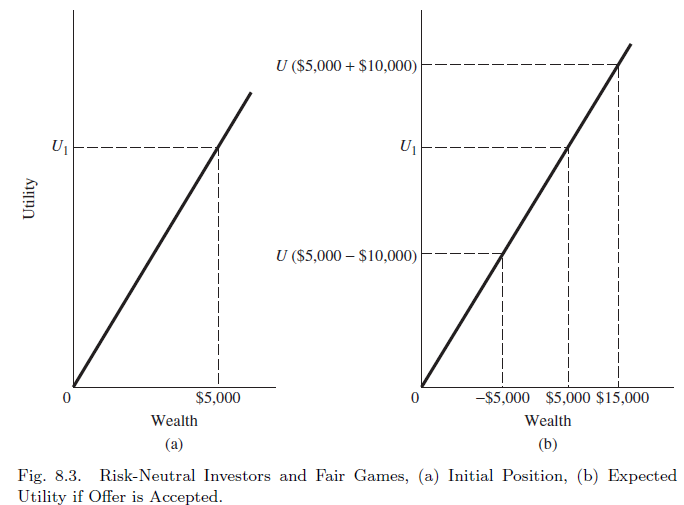 U ($5,000 + $10,000)
U1
U1
Utility
U ($5,000 – $10,000)
0
$5,000
0
–$5,000
$5,000
$15,000
Wealth
Wealth
(a)
(b)
Fig. 8.3. Risk-Neutral Investors and Fair Games, (a) Initial Position, (b) Expected
Utility if Offer is Accepted.